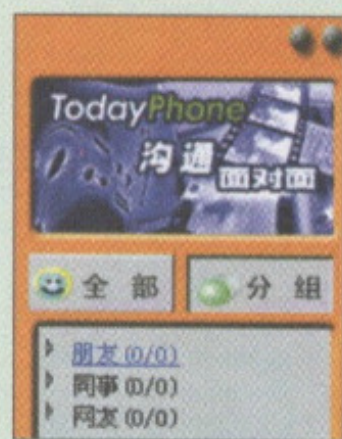 TodayPhone
沟通面对面
全部 分组
朋友(0/0)
同事(0/0)
网友(0/0)